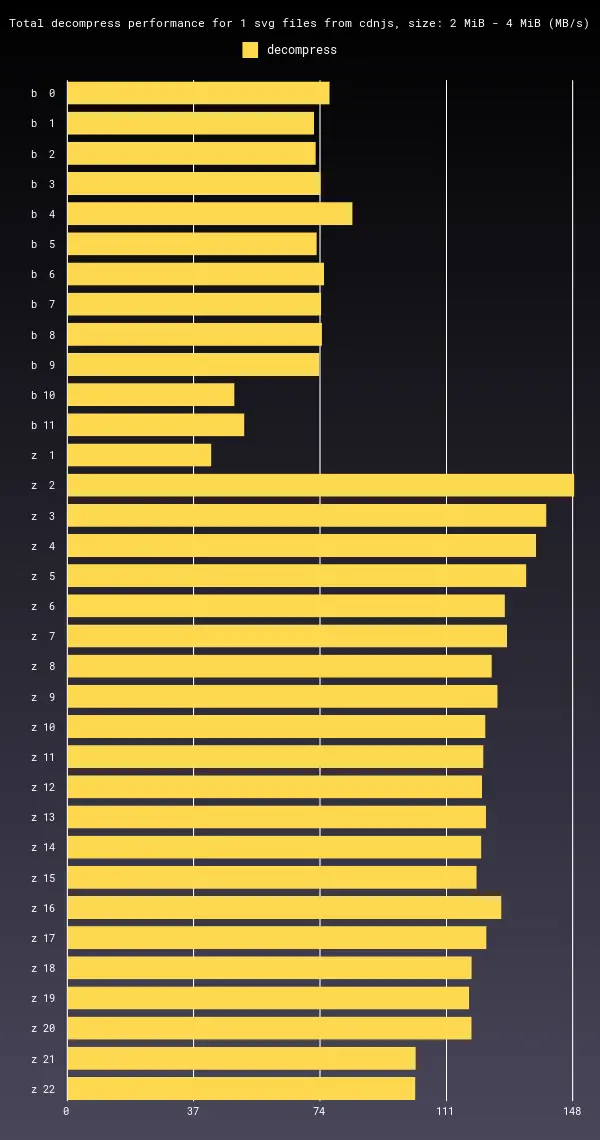 Total decompress performance for 1 svg files from cdnjs, size: 2 MiB - 4 MiB (MB/s)
decompress
b 0
b 1
b 2
b 3
b 4
b 5
b 6
b 7
b 8
b 9
b 10
b 11
z 1
z 2
z 3
z 4
z 5
z 6
z 7
z 8
z 9
z 10
z 11
z 12
z 13
z 14
z 15
z 16
z 17
z 18
z 19
z 20
z 21
z 22
0 37 74 111 148